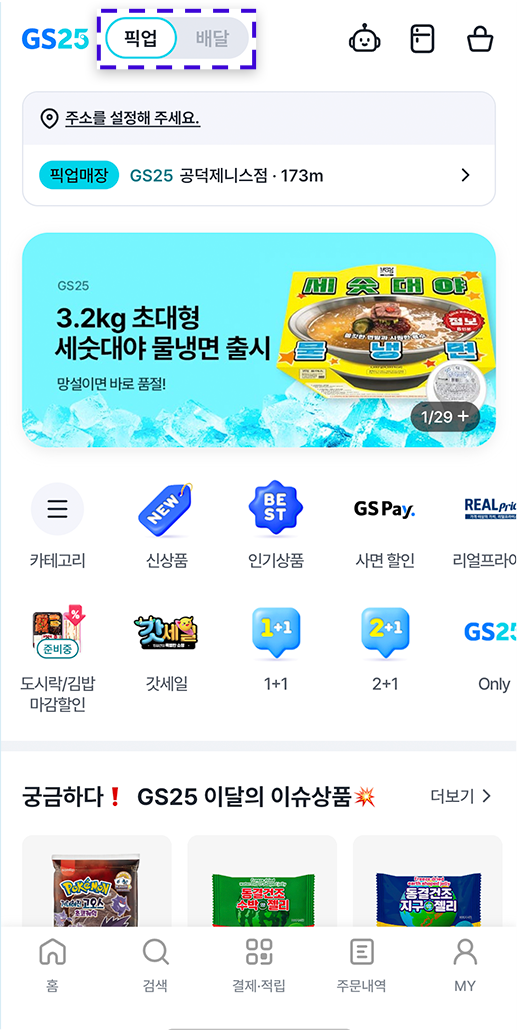 GS25 픽업 배달
주소를 설정해 주세요.
픽업매장 GS25 공덕제니스점 · 173m
GS25
3.2kg 초대형
세숫대야 물냉면 출시
망설이면 바로 품절!
세숫대야
물냉면
1/29 +
NEW
BE
ST
GS Pay.
카테고리 신상품 인기상품 사면 할인 리얼프라이
준비중
갓세일
1+1
2+1
GS25
도시락/김밥
마감할인
갓세일 1+1 2+1 Only
궁금하다❗ GS25 이달의 이슈상품💥 더보기
POKÉMON
초코케익
동결건조
수박젤리
동결건조
지구젤리
홈 검색 결제·적립 주문내역 MY